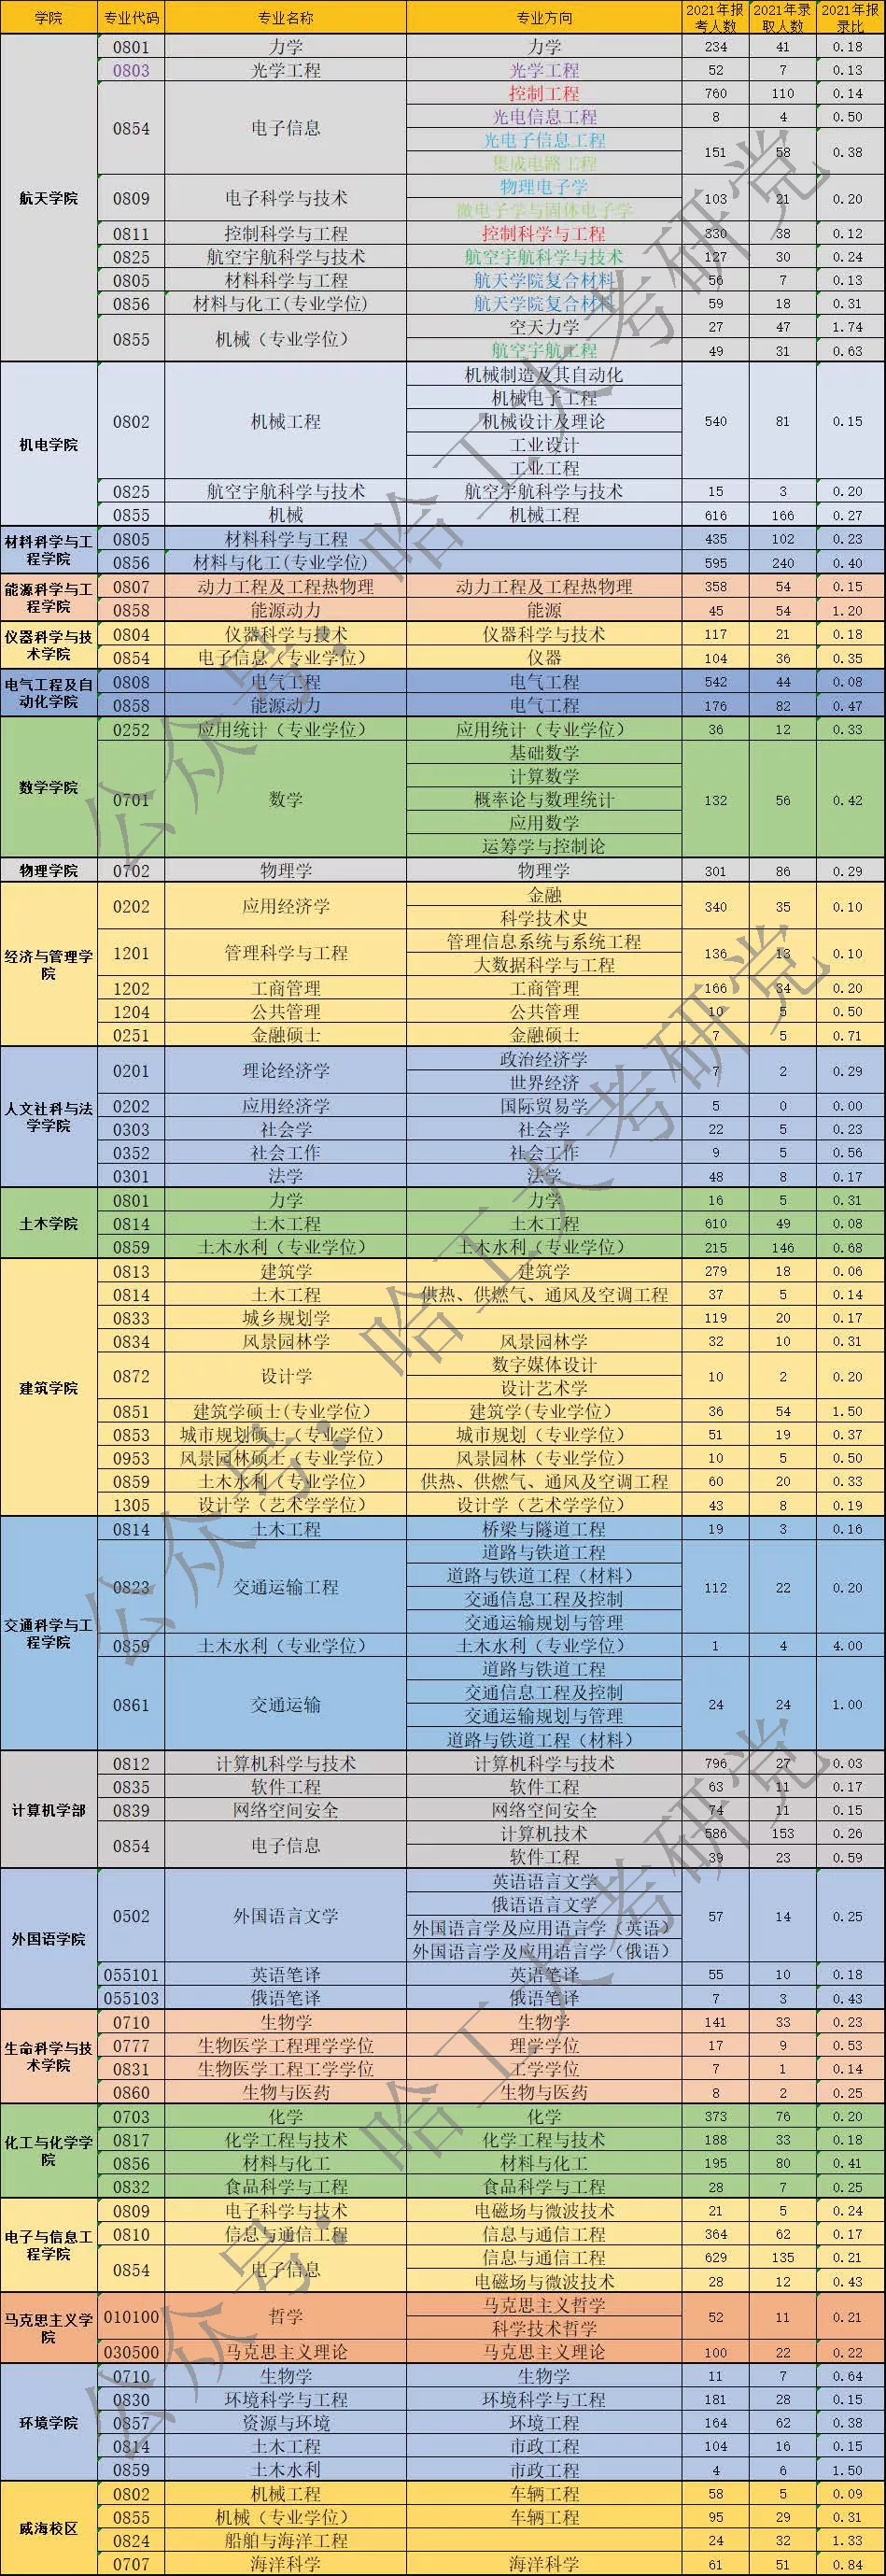 学院 专业代码 专业名称 专业方向 2021年报考人数 2021年录取人数 2021年报录比
航天学院 0801 力学 力学 234 41 0.18
0803 光学工程 光学工程 52 7 0.13
0854 电子信息 控制工程 760 110 0.14
光电信息工程 8 4 0.50
光电子信息工程 151 58 0.38
集成电路工程
0809 电子科学与技术 物理电子学 103 21 0.20
微电子学与固体电子学
0811 控制科学与工程 控制科学与工程 330 38 0.12
0825 航空宇航科学与技术 航空宇航科学与技术 127 30 0.24
0805 材料科学与工程 航天学院复合材料 56 7 0.13
0856 材料与化工(专业学位) 航天学院复合材料 59 18 0.31
0855 机械（专业学位） 空天力学 27 47 1.74
航空宇航工程 49 31 0.63
机电学院 0802 机械工程 机械制造及其自动化 540 81 0.15
机械电子工程
机械设计及理论
工业设计
工业工程
0825 航空宇航科学与技术 航空宇航科学与技术 15 3 0.20
0855 机械 机械工程 616 166 0.27
材料科学与工程学院 0805 材料科学与工程 435 102 0.23
0856 材料与化工(专业学位) 595 240 0.40
能源科学与工程学院 0807 动力工程及工程热物理 动力工程及工程热物理 358 54 0.15
0858 能源动力 能源 45 54 1.20
仪器科学与技术学院 0804 仪器科学与技术 仪器科学与技术 117 21 0.18
0854 电子信息（专业学位） 仪器 104 36 0.35
电气工程及自动化学院 0808 电气工程 电气工程 542 44 0.08
0858 能源动力 电气工程 176 82 0.47
数学学院 0252 应用统计（专业学位） 应用统计（专业学位） 36 12 0.33
0701 数学 基础数学 132 56 0.42
计算数学
概率论与数理统计
应用数学
运筹学与控制论
物理学院 0702 物理学 物理学 301 86 0.29
经济与管理学院 0202 应用经济学 金融 340 35 0.10
科学技术史
1201 管理科学与工程 管理信息系统与系统工程 136 13 0.10
大数据科学与工程
1202 工商管理 工商管理 166 34 0.20
1204 公共管理 公共管理 10 5 0.50
0251 金融硕士 金融硕士 7 5 0.71
人文社科与法学学院 0201 理论经济学 政治经济学 7 2 0.29
世界经济
0202 应用经济学 国际贸易学 5 0 0.00
0303 社会学 社会学 22 5 0.23
0352 社会工作 社会工作 9 5 0.56
0301 法学 法学 48 8 0.17
土木学院 0801 力学 力学 16 5 0.31
0814 土木工程 土木工程 610 49 0.08
0859 土木水利（专业学位） 土木水利（专业学位） 215 146 0.68
建筑学院 0813 建筑学 建筑学 279 18 0.06
0814 土木工程 供热、供燃气、通风及空调工程 37 5 0.14
0833 城乡规划学 119 20 0.17
0834 风景园林学 风景园林学 32 10 0.31
0872 设计学 数字媒体设计 10 2 0.20
设计艺术学
0851 建筑学硕士(专业学位） 建筑学(专业学位） 36 54 1.50
0853 城市规划硕士（专业学位） 城市规划（专业学位） 51 19 0.37
0953 风景园林硕士（专业学位） 风景园林（专业学位） 10 5 0.50
0859 土木水利（专业学位） 供热、供燃气、通风及空调工程 60 20 0.33
1305 设计学（艺术学学位） 设计学（艺术学学位） 43 8 0.19
交通科学与工程学院 0814 土木工程 桥梁与隧道工程 19 3 0.16
0823 交通运输工程 道路与铁道工程 112 22 0.20
道路与铁道工程（材料）
交通信息工程及控制
交通运输规划与管理
0859 土木水利（专业学位） 土木水利（专业学位） 1 4 4.00
0861 交通运输 道路与铁道工程 24 24 1.00
交通信息工程及控制
交通运输规划与管理
道路与铁道工程（材料）
计算机学部 0812 计算机科学与技术 计算机科学与技术 796 27 0.03
0835 软件工程 软件工程 63 11 0.17
0839 网络空间安全 网络空间安全 74 11 0.15
0854 电子信息 计算机技术 586 153 0.26
软件工程 39 23 0.59
外国语学院 0502 外国语言文学 英语语言文学 57 14 0.25
俄语语言文学
外国语言学及应用语言学（英语）
外国语言学及应用语言学（俄语）
055101 英语笔译 英语笔译 55 10 0.18
055103 俄语笔译 俄语笔译 7 3 0.43
生命科学与技术学院 0710 生物学 生物学 141 33 0.23
0777 生物医学工程理学学位 理学学位 17 9 0.53
0831 生物医学工程工学学位 工学学位 7 1 0.14
0860 生物与医药 生物与医药 8 2 0.25
化工与化学学院 0703 化学 化学 373 76 0.20
0817 化学工程与技术 化学工程与技术 188 33 0.18
0856 材料与化工 材料与化工 195 80 0.41
0832 食品科学与工程 食品科学与工程 28 7 0.25
电子与信息工程学院 0809 电子科学与技术 电磁场与微波技术 21 5 0.24
0810 信息与通信工程 信息与通信工程 364 62 0.17
0854 电子信息 信息与通信工程 629 135 0.21
电磁场与微波技术 28 12 0.43
马克思主义学院 010100 哲学 马克思主义哲学 52 11 0.21
科学技术哲学
030500 马克思主义理论 马克思主义理论 100 22 0.22
环境学院 0710 生物学 生物学 11 7 0.64
0830 环境科学与工程 环境科学与工程 181 28 0.15
0857 资源与环境 环境工程 164 62 0.38
0814 土木工程 市政工程 104 16 0.15
0859 土木水利 市政工程 4 6 1.50
威海校区 0802 机械工程 车辆工程 58 5 0.09
0855 机械（专业学位） 车辆工程 95 29 0.31
0824 船舶与海洋工程 24 32 1.33
0707 海洋科学 海洋科学 61 51 0.84
公众号：哈工大考研党
公众号：哈工大考研党
公众号：哈工大考研党